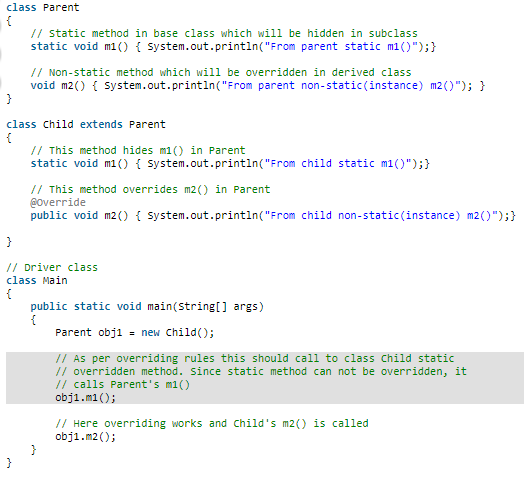 class Parent
{
// Static method in base class which will be hidden in subclass
static void m1() { System.out.println("From parent static m1()");}
// Non-static method which will be overridden in derived class
void m2() { System.out.println("From parent non-static(instance) m2()"); }
}
class Child extends Parent
{
// This method hides m1() in Parent
static void m1() { System.out.println("From child static m1()");}
// This method overrides m2() in Parent
@Override
public void m2() { System.out.println("From child non-static(instance) m2()");}
}
// Driver class
class Main
{
public static void main(String[] args)
{
Parent obj1 = new Child();
// As per overriding rules this should call to class Child static
// overridden method. Since static method can not be overridden, it
// calls Parent's m1()
obj1.m1();
// Here overriding works and Child's m2() is called
obj1.m2();
}
}